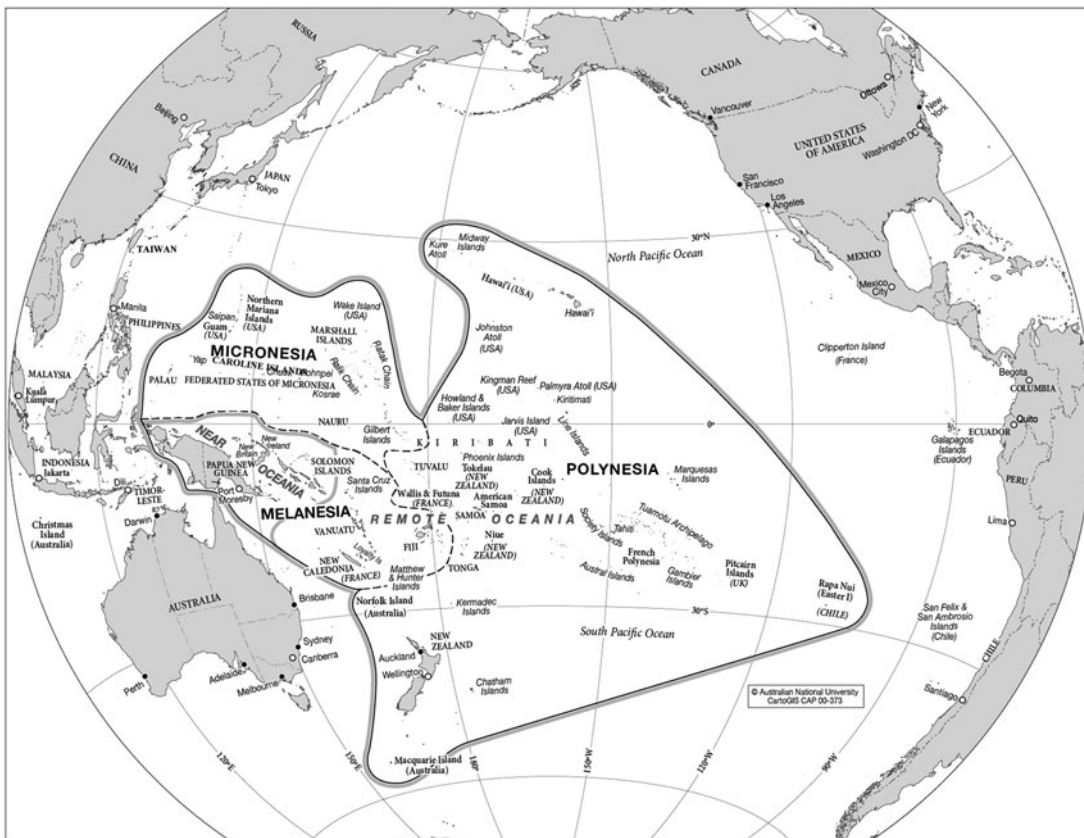 RUSSIA
CANADA
Ottowa
Vancouver
New
York
Beijing
UNITED STATES
OF AMERICA
Washington DC
CHINA
JAPAN
Tokyo
San
Francisco
Los
Angeles
30°N
Kure
Atoll
Midway
Islands
North Pacific Ocean
TAIWAN
MEXICO
Mexico
City
Hawai'i (USA)
Hawai'i
Manila
PHILIPPINES
Saipan
Guam
(USA)
Northern
Mariana
Islands
(USA)
Wake Island
(USA)
MARSHALL
ISLANDS
Johnston
Atoll
(USA)
Clipperton Island
(France)
MICRONESIA
Yap
CAROLINE ISLANDS
Chuuk
Pohnpei
Kosrae
Ralik Chain
Ratak Chain
PALAU
FEDERATED STATES OF MICRONESIA
MALAYSIA
Kuala
Lumpur
Kingman Reef
(USA)
Palmyra Atoll (USA)
Kiritimati
Howland &
Baker Islands
(USA)
Jarvis Island
(USA)
Line Islands
0°
Begota
COLUMBIA
Quito
ECUADOR
Galapagos
Islands
(Ecuador)
NAURU
Gilbert
Islands
KIRIBATI
Phoenix Islands
NEAR
OCEANIA
New
Britain
New
Ireland
INDONESIA
Jakarta
PAPUA NEW
GUINEA
Port
Moresby
SOLOMON
ISLANDS
Santa Cruz
Islands
TUVALU
Tokelau
(NEW
ZEALAND)
Cook
Islands
(NEW
ZEALAND)
POLYNESIA
Marquesas
Islands
PERU
Lima
Dili
TIMOR-
LESTE
Darwin
Christmas
Island
(Australia)
MELANESIA
VANUATU
Wallis & Futuna
(FRANCE)
American
Samoa
SAMOA
REMOTE OCEANIA
Society Islands
Tahiti
Tuamotu Archipelago
FIJI
Niue
(NEW
ZEALAND)
TONGA
French
Polynesia
Austral Islands
Gambier
Islands
Pitcairn
Islands
(UK)
Rapa Nui
(Easter I)
(CHILE)
Loyalty Is
NEW
CALEDONIA
(FRANCE)
Matthew
& Hunter
Islands
AUSTRALIA
Brisbane
Norfolk Island
(Australia)
Kermadec
Islands
30°S
South Pacific Ocean
San Felix &
San Ambrosio
Islands
(Chile)
CHILE
Santiago
Sydney
Canberra
Adelaide
Melbourne
Perth
NEW
ZEALAND
Auckland
Wellington
Chatham
Islands
© Australian National University
CartoGIS CAP 00-373
Macquarie Island
(Australia)
120°E
150°E
180°
150°W
120°W
90°W